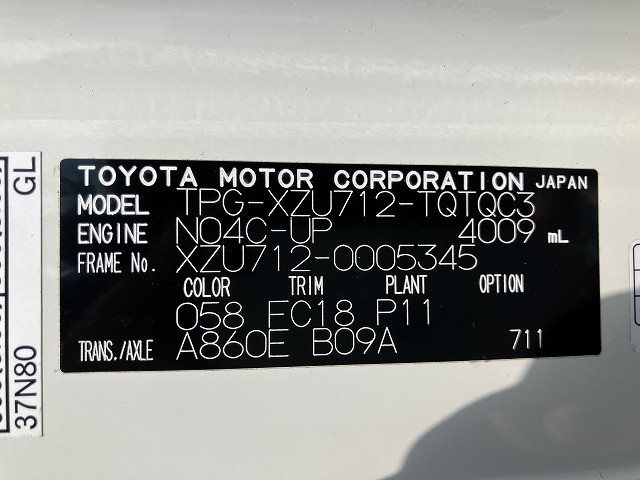 TOYOTA MOTOR CORPORATION JAPAN
MODEL TPG-XZU712-TQTQC3
ENGINE N04C-UP 4009 mL
FRAME No. XZU712-0005345
COLOR TRIM PLANT OPTION
058 FC18 P11
TRANS./AXLE A860E B09A 711
GL
37N80